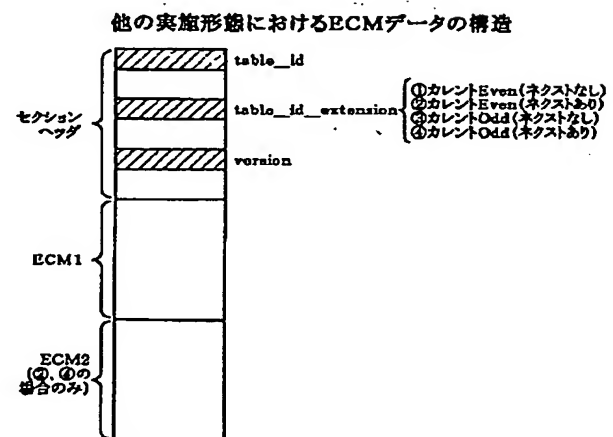 他の実施形態におけるECMデータの構造
table_id
セクション
ヘッダ
table_id_extension
①カレントEven(ネクストなし)
②カレントEven(ネクストあり)
③カレントOdd(ネクストなし)
④カレントOdd(ネクストあり)
version
ECM1
ECM2
(②,④の
場合のみ)